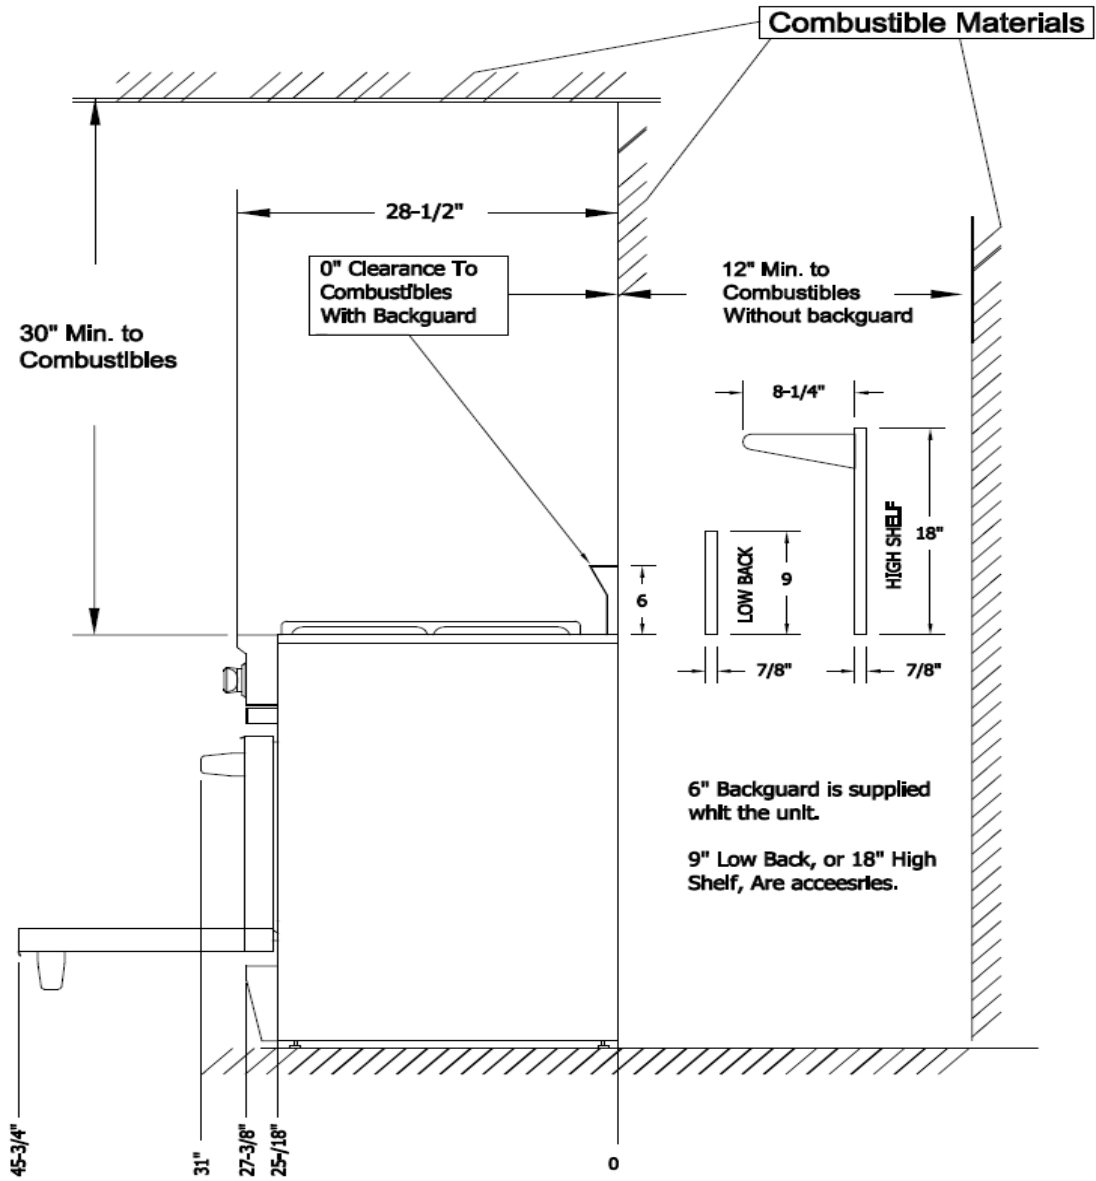 Combustible Materials
28-1/2"
0" Clearance To
Combustibles
With Backguard
12" Min. to
Combustibles
Without backguard
30" Min. to
Combustibles
8-1/4"
HIGH SHELF
18"
LOW BACK
9
6
7/8"
7/8"
6" Backguard is supplied
whit the unit.
9" Low Back, or 18" High
Shelf, Are acceesries.
45-3/4"
31"
27-3/8"
25-/18"
0